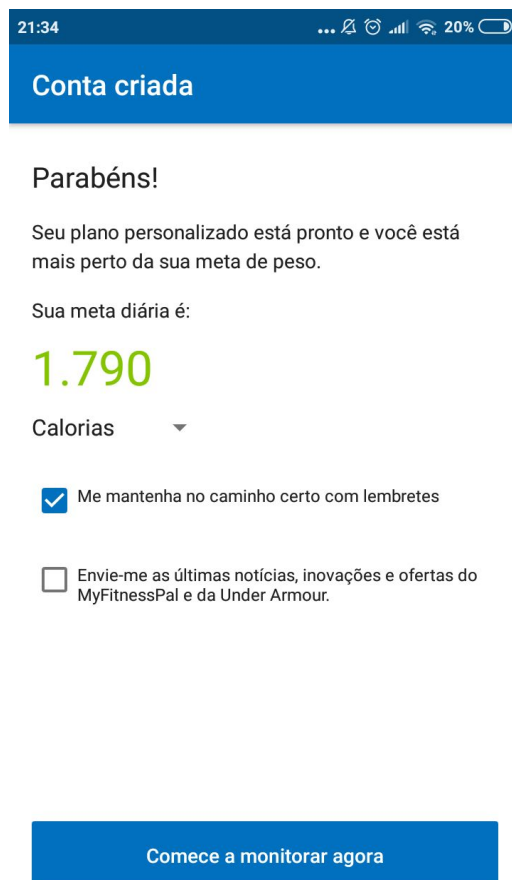 21:34
... 20%
Conta criada
Parabéns!
Seu plano personalizado está pronto e você está
mais perto da sua meta de peso.
Sua meta diária é:
1.790
Calorias
Me mantenha no caminho certo com lembretes
Envie-me as últimas notícias, inovações e ofertas do
MyFitnessPal e da Under Armour.
Comece a monitorar agora